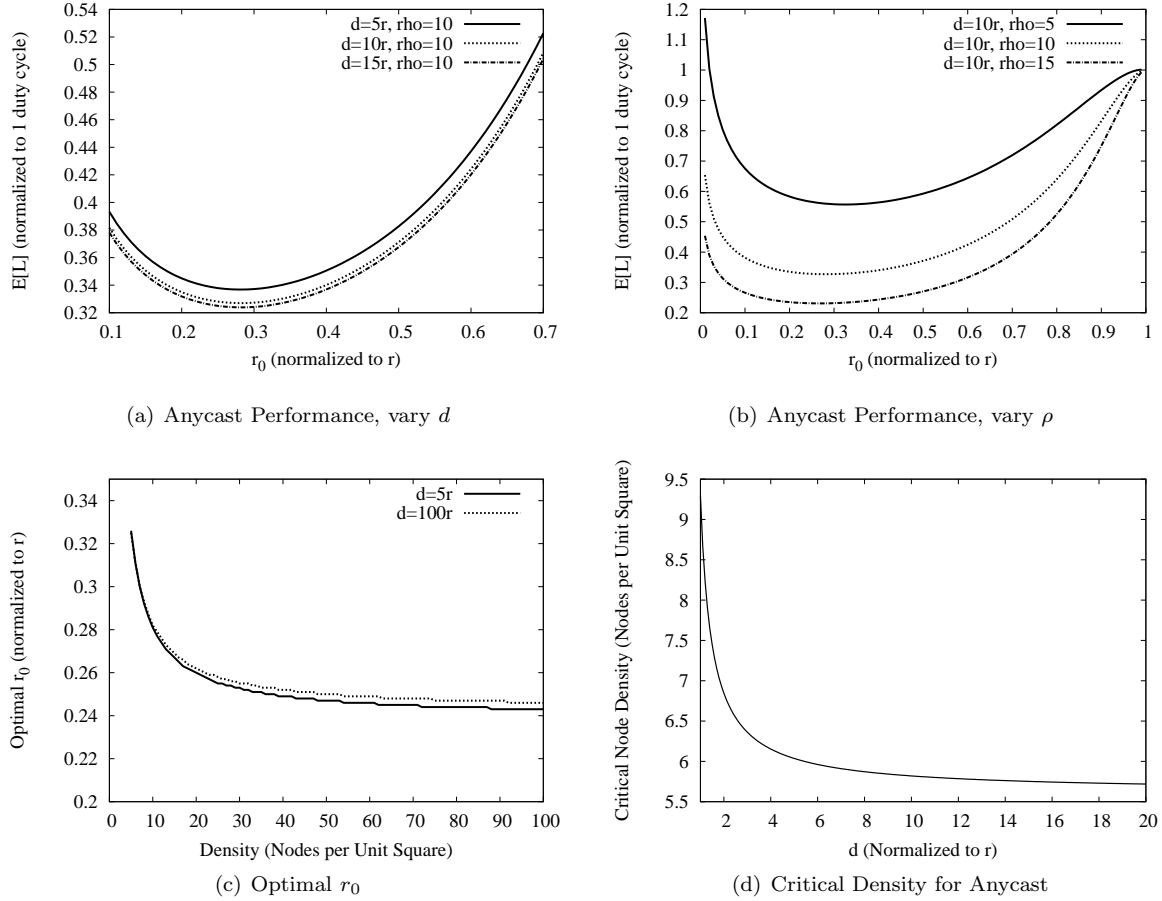 E[L] (normalized to 1 duty cycle)
0.54
0.52
0.5
0.48
0.46
0.44
0.42
0.4
0.38
0.36
0.34
0.32
0.1 0.2 0.3 0.4 0.5 0.6 0.7
r0 (normalized to r)
d=5r, rho=10
d=10r, rho=10
d=15r, rho=10
(a) Anycast Performance, vary d
E[L] (normalized to 1 duty cycle)
1.2
1.1
1
0.9
0.8
0.7
0.6
0.5
0.4
0.3
0.2
0 0.1 0.2 0.3 0.4 0.5 0.6 0.7 0.8 0.9 1
r0 (normalized to r)
d=10r, rho=5
d=10r, rho=10
d=10r, rho=15
(b) Anycast Performance, vary ρ
Optimal r0 (normalized to r)
0.34
0.32
0.3
0.28
0.26
0.24
0.22
0.2
0 10 20 30 40 50 60 70 80 90 100
Density (Nodes per Unit Square)
d=5r
d=100r
(c) Optimal r0
Critical Node Density (Nodes per Unit Square)
9.5
9
8.5
8
7.5
7
6.5
6
5.5
2 4 6 8 10 12 14 16 18 20
d (Normalized to r)
(d) Critical Density for Anycast